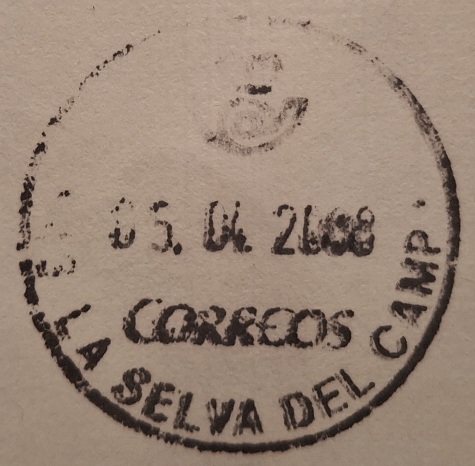 05. 04. 2008
CORREOS
LA SELVA DEL CAMP